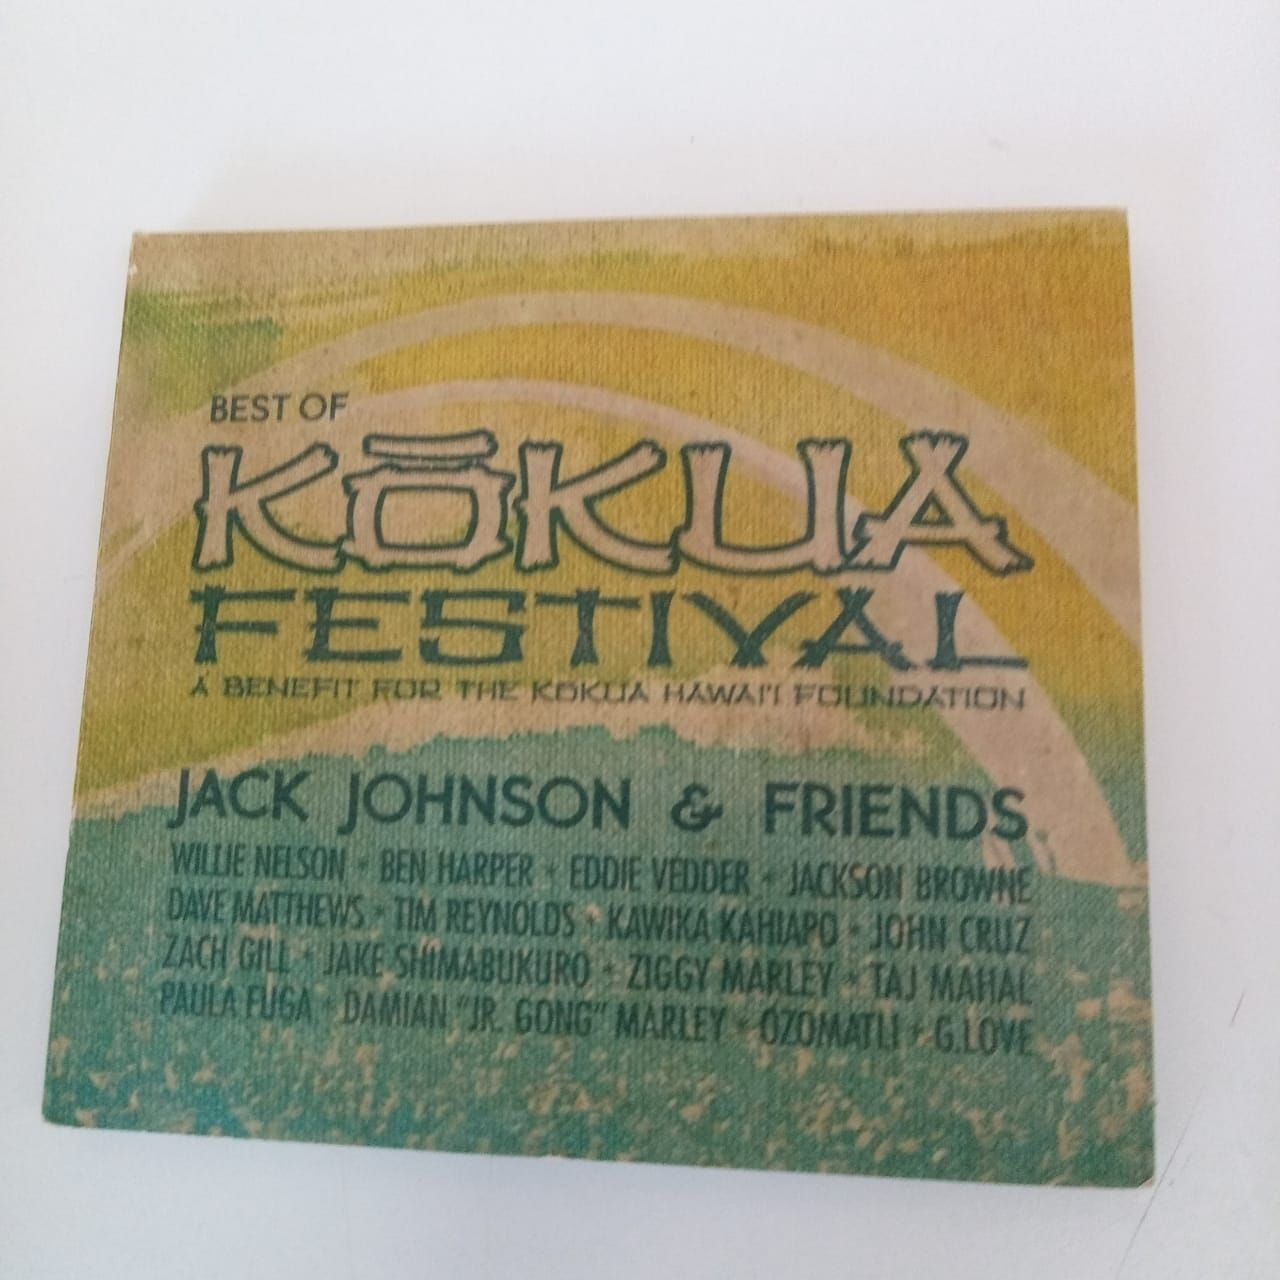 BEST OF
KŌKUA
FESTIVAL
A BENEFIT FOR THE KŌKUA HAWAI'I FOUNDATION
JACK JOHNSON & FRIENDS
WILLIE NELSON • BEN HARPER • EDDIE VEDDER • JACKSON BROWNE
DAVE MATTHEWS • TIM REYNOLDS • KAWIKA KAHIAPO • JOHN CRUZ
ZACH GILL • JAKE SHIMABUKURO • ZIGGY MARLEY • TAJ MAHAL
PAULA FUGA • DAMIAN "JR. GONG" MARLEY • OZOMATLI • G.LOVE